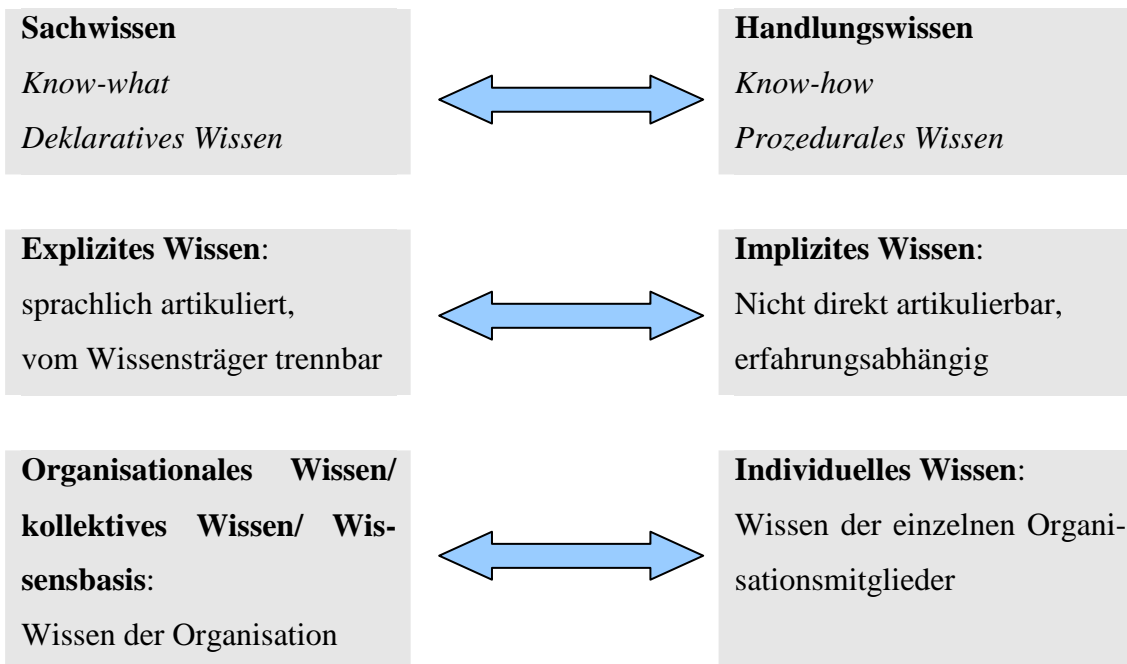 Sachwissen
Know-what
Deklaratives Wissen
Handlungswissen
Know-how
Prozedurales Wissen
Explizites Wissen:
sprachlich artikuliert,
vom Wissensträger trennbar
Implizites Wissen:
Nicht direkt artikulierbar,
erfahrungsabhängig
Organisationales Wissen/
kollektives Wissen/ Wis-
sensbasis:
Wissen der Organisation
Individuelles Wissen:
Wissen der einzelnen Organi-
sationsmitglieder